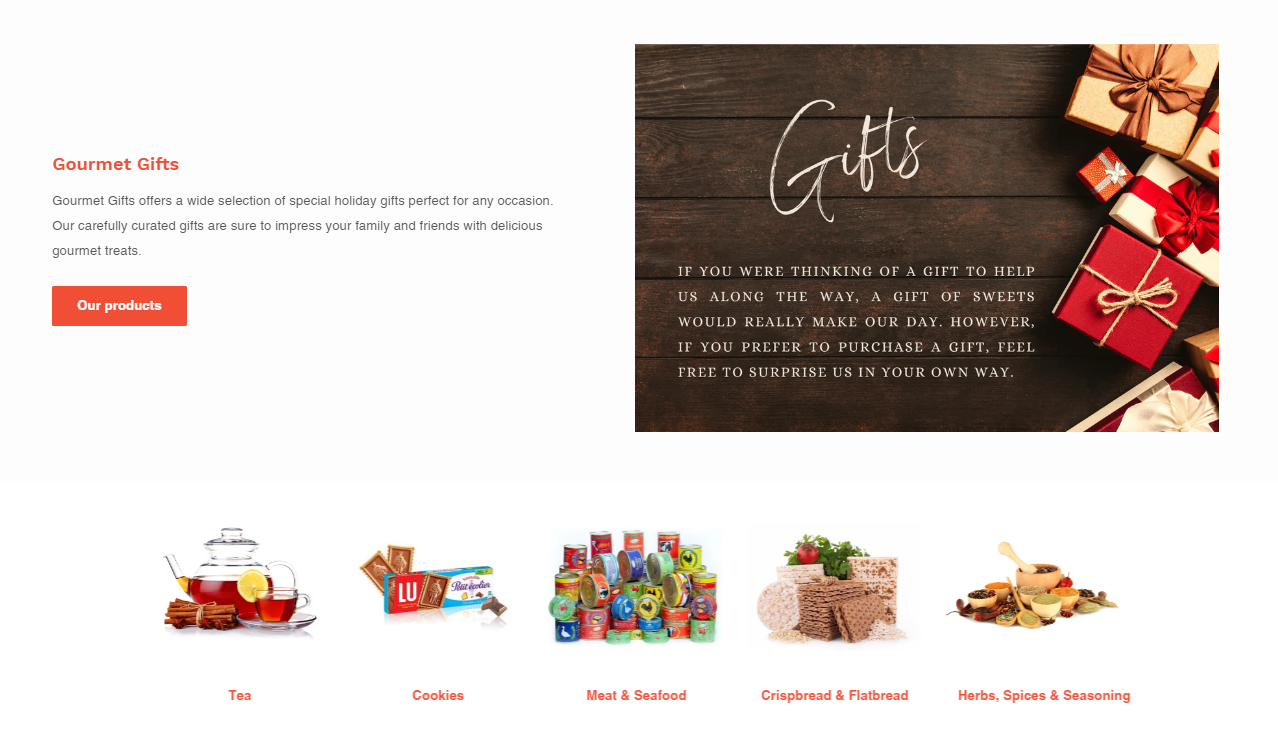 Gourmet Gifts
Gourmet Gifts offers a wide selection of special holiday gifts perfect for any occasion.
Our carefully curated gifts are sure to impress your family and friends with delicious
gourmet treats.
Our products
Gifts
IF YOU WERE THINKING OF A GIFT TO HELP
US ALONG THE WAY, A GIFT OF SWEETS
WOULD REALLY MAKE OUR DAY. HOWEVER,
IF YOU PREFER TO PURCHASE A GIFT, FEEL
FREE TO SURPRISE US IN YOUR OWN WAY.
LU
Petit écolier
Tea
Cookies
Meat & Seafood
Crispbread & Flatbread
Herbs, Spices & Seasoning